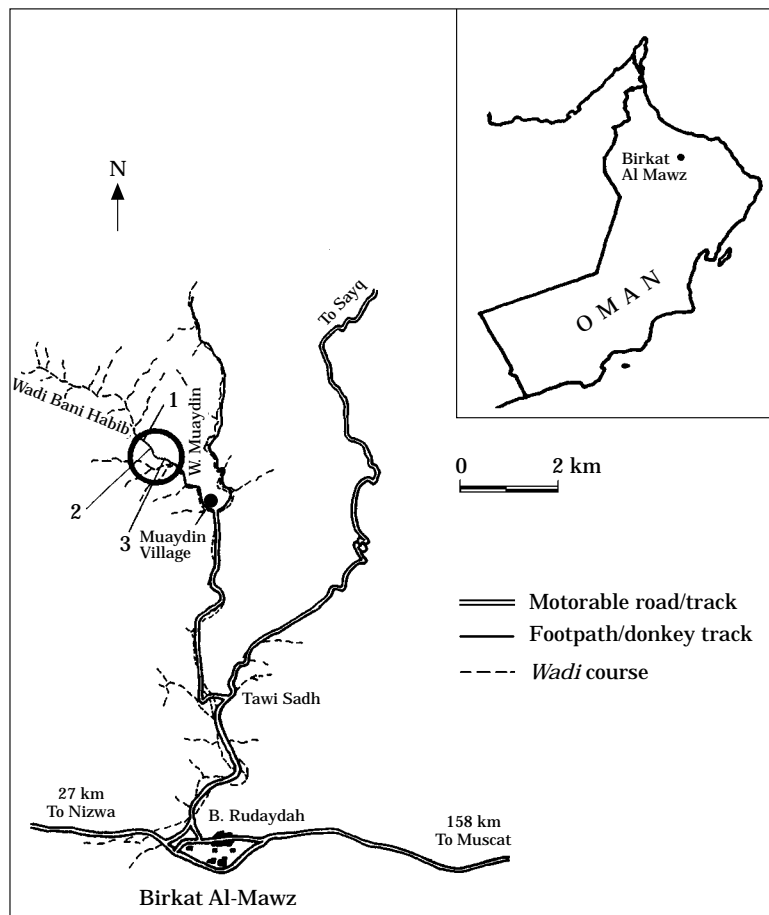 N
Birkat
Al Mawz
OMAN
To Sayq
Wadi Bani Habib
1
W. Muaydin
0 2 km
2
3
Muaydin
Village
Motorable road/track
Footpath/donkey track
Wadi course
Tawi Sadh
27 km
To Nizwa
B. Rudaydah
158 km
To Muscat
Birkat Al-Mawz